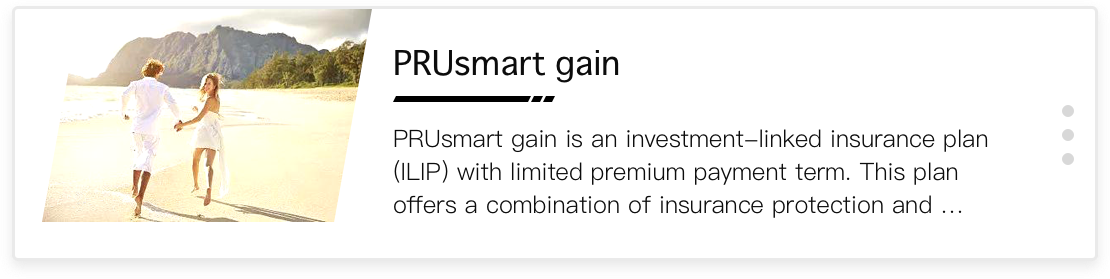 PRUsmart gain
PRUsmart gain is an investment-linked insurance plan
(ILIP) with limited premium payment term. This plan
offers a combination of insurance protection and ...